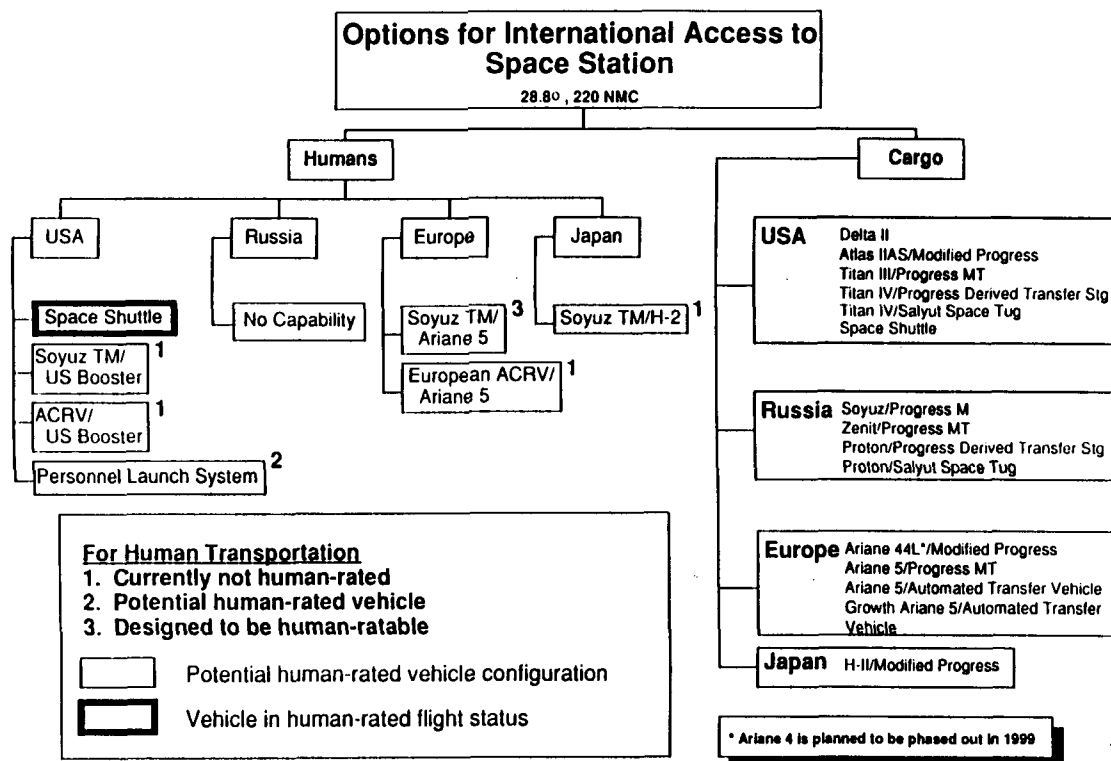 Options for International Access to
Space Station
28.8º , 220 NMC
Humans
Cargo
USA
Russia
Europe
Japan
Space Shuttle
Soyuz TM/
US Booster
1
ACRV/
US Booster
1
Personnel Launch System
2
No Capability
Soyuz TM/
Ariane 5
3
European ACRV/
Ariane 5
1
Soyuz TM/H-2
1
USA Delta II
Atlas IIAS/Modified Progress
Titan III/Progress MT
Titan IV/Progress Derived Transfer Stg
Titan IV/Salyut Space Tug
Space Shuttle
Russia Soyuz/Progress M
Zenit/Progress MT
Proton/Progress Derived Transfer Stg
Proton/Salyut Space Tug
Europe Ariane 44L*/Modified Progress
Ariane 5/Progress MT
Ariane 5/Automated Transfer Vehicle
Growth Ariane 5/Automated Transfer
Vehicle
Japan H-II/Modified Progress
For Human Transportation
1. Currently not human-rated
2. Potential human-rated vehicle
3. Designed to be human-ratable
Potential human-rated vehicle configuration
Vehicle in human-rated flight status
* Ariane 4 is planned to be phased out in 1999